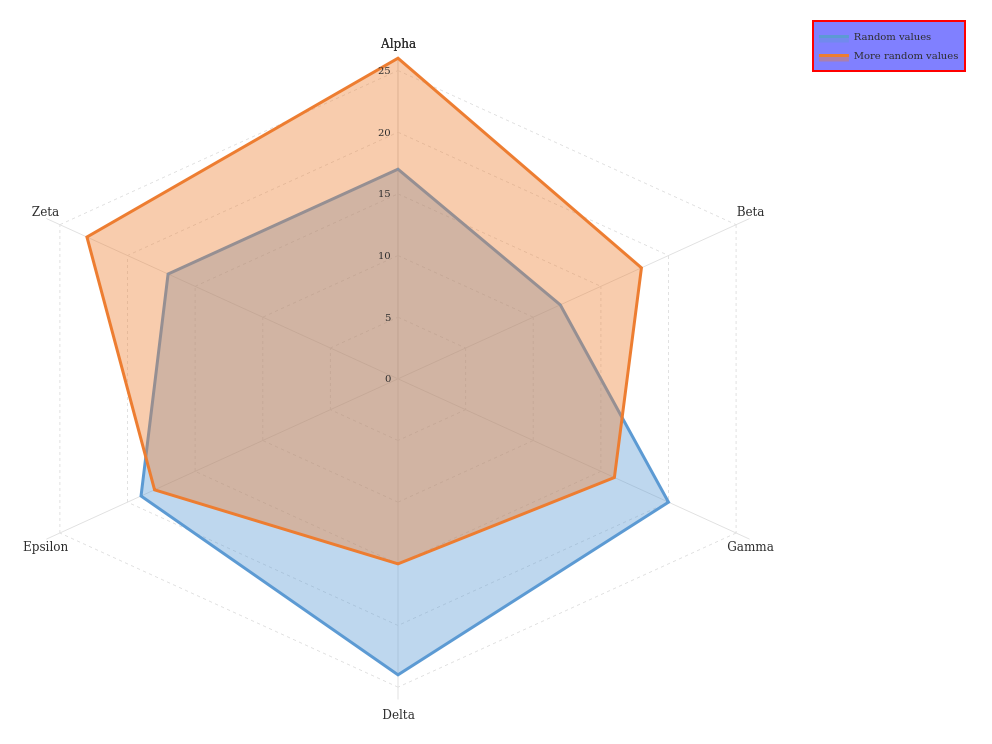 Random values
More random values
Alpha
25
20
Zeta
Beta
15
10
5
0
Epsilon
Gamma
Delta